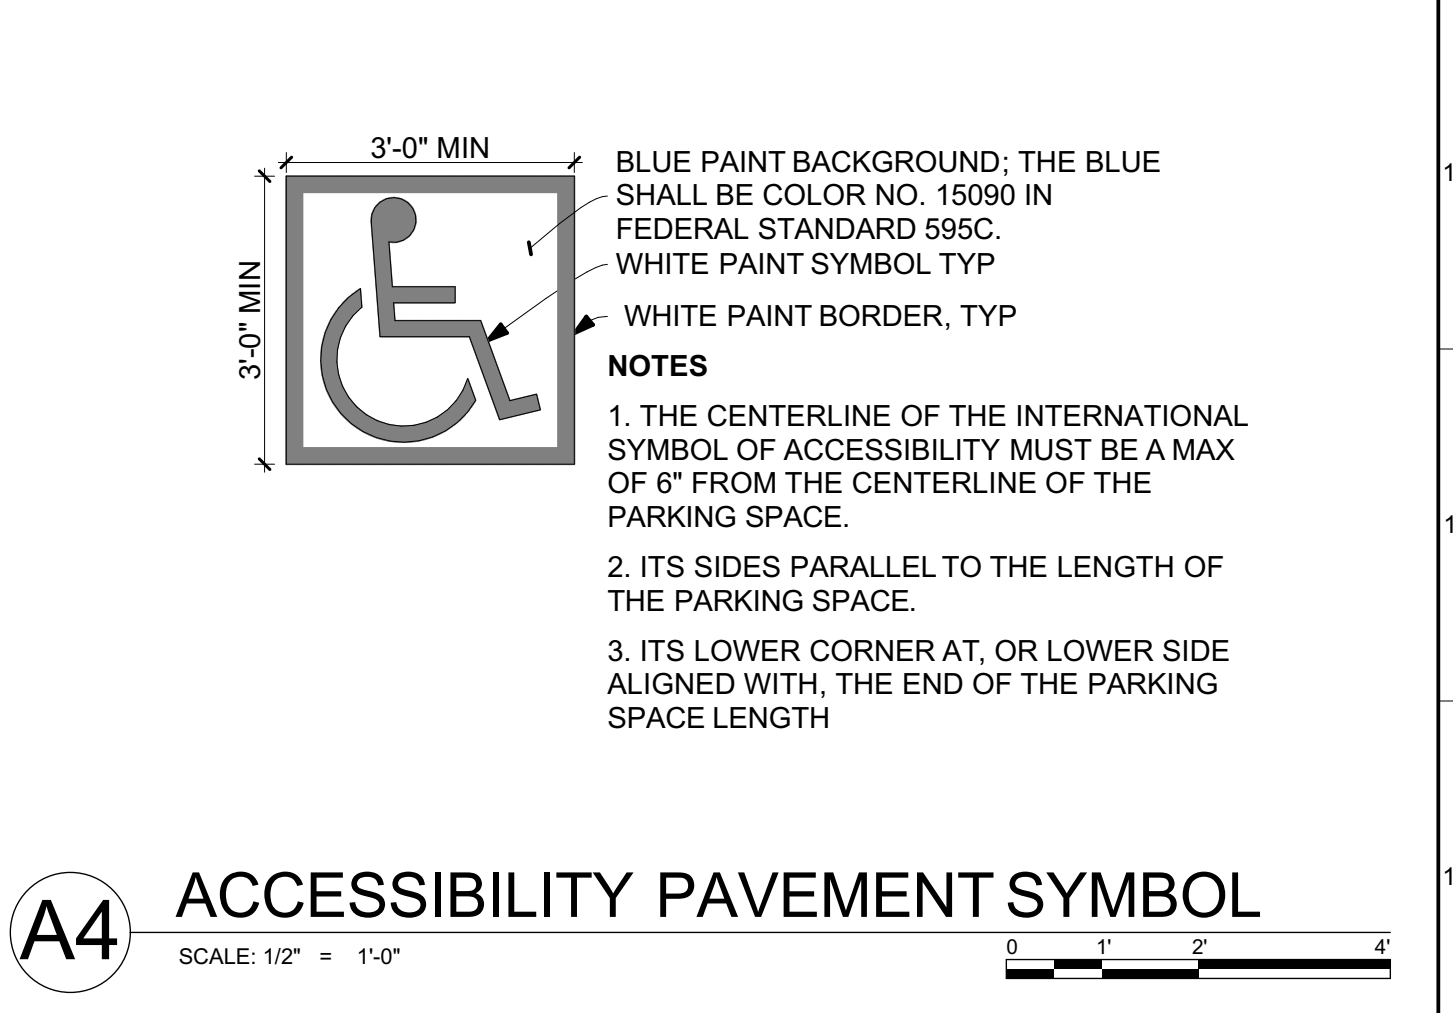 3'-0" MIN
3'-0" MIN
BLUE PAINT BACKGROUND; THE BLUE
SHALL BE COLOR NO. 15090 IN
FEDERAL STANDARD 595C.
WHITE PAINT SYMBOL TYP
WHITE PAINT BORDER, TYP
NOTES
1. THE CENTERLINE OF THE INTERNATIONAL
SYMBOL OF ACCESSIBILITY MUST BE A MAX
OF 6" FROM THE CENTERLINE OF THE
PARKING SPACE.
2. ITS SIDES PARALLEL TO THE LENGTH OF
THE PARKING SPACE.
3. ITS LOWER CORNER AT, OR LOWER SIDE
ALIGNED WITH, THE END OF THE PARKING
SPACE LENGTH
A4
ACCESSIBILITY PAVEMENT SYMBOL
SCALE: 1/2" = 1'-0"
0 1' 2' 4'
1
1
1